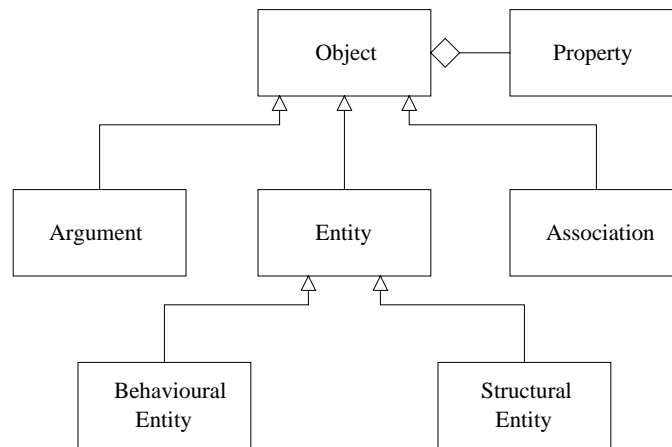 Object
Property
Argument
Entity
Association
Behavioural
Entity
Structural
Entity